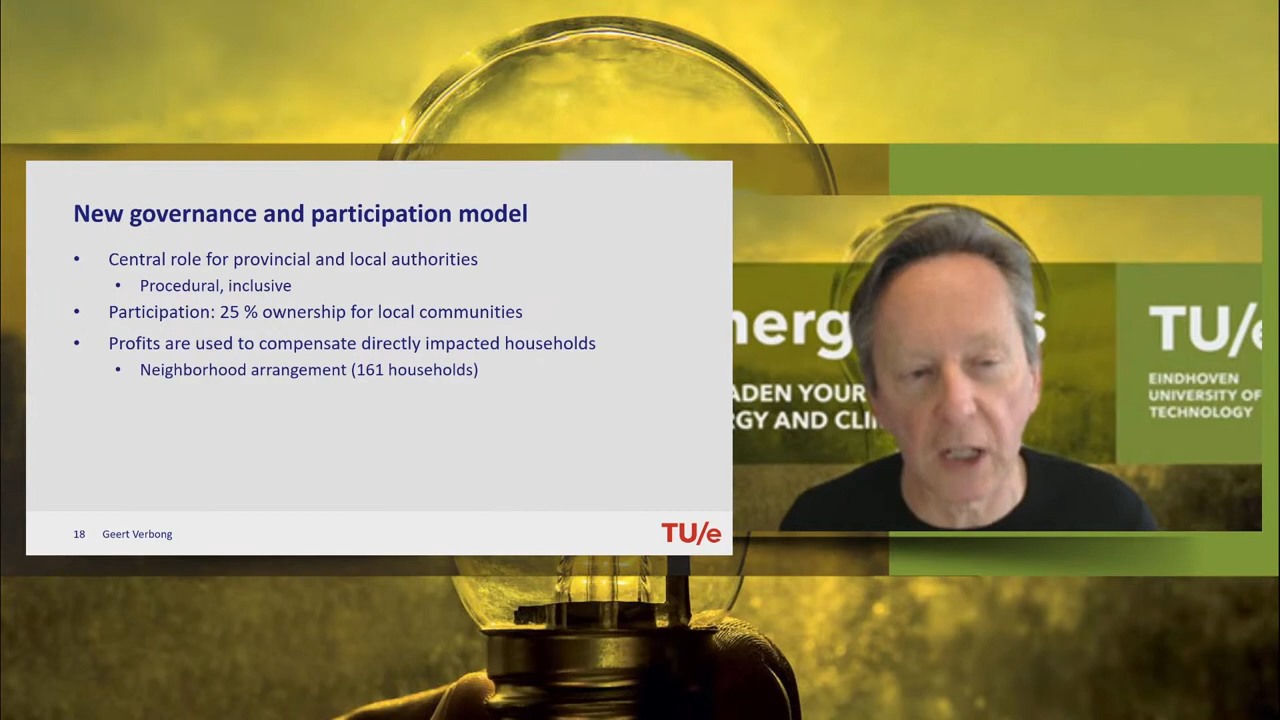 New governance and participation model
• Central role for provincial and local authorities
• Procedural, inclusive
• Participation: 25 % ownership for local communities
• Profits are used to compensate directly impacted households
• Neighborhood arrangement (161 households)
18 Geert Verbong
TU/e
TU/e
EINDHOVEN
UNIVERSITY OF
TECHNOLOGY
YOUR
AND